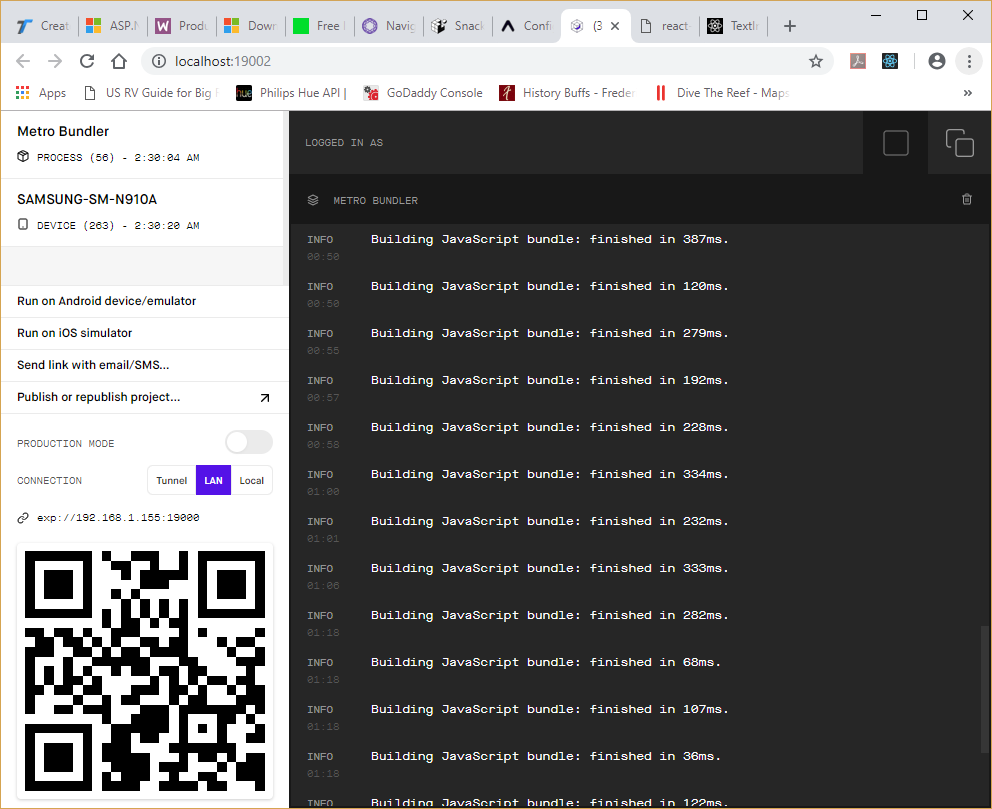 Creat
ASP.N
Produ
Down
Free
Navig
Snack
Confi
(3
react
TextIn
localhost:19002
Apps
US RV Guide for Big
hue
Philips Hue API |
GoDaddy Console
History Buffs - Freder
Dive The Reef - Maps
»
Metro Bundler
PROCESS (56) - 2:30:04 AM
SAMSUNG-SM-N910A
DEVICE (263) - 2:30:20 AM
Run on Android device/emulator
Run on iOS simulator
Send link with email/SMS...
Publish or republish project...
PRODUCTION MODE
CONNECTION
Tunnel
LAN
Local
exp://192.168.1.155:19000
LOGGED IN AS
METRO BUNDLER
INFO Building JavaScript bundle: finished in 387ms.
00:50
INFO Building JavaScript bundle: finished in 120ms.
00:50
INFO Building JavaScript bundle: finished in 279ms.
00:55
INFO Building JavaScript bundle: finished in 192ms.
00:57
INFO Building JavaScript bundle: finished in 228ms.
00:58
INFO Building JavaScript bundle: finished in 334ms.
01:00
INFO Building JavaScript bundle: finished in 232ms.
01:01
INFO Building JavaScript bundle: finished in 333ms.
01:06
INFO Building JavaScript bundle: finished in 282ms.
01:18
INFO Building JavaScript bundle: finished in 68ms.
01:18
INFO Building JavaScript bundle: finished in 107ms.
01:18
INFO Building JavaScript bundle: finished in 36ms.
01:18
INFO Building JavaScript bundle: finished in 122ms.